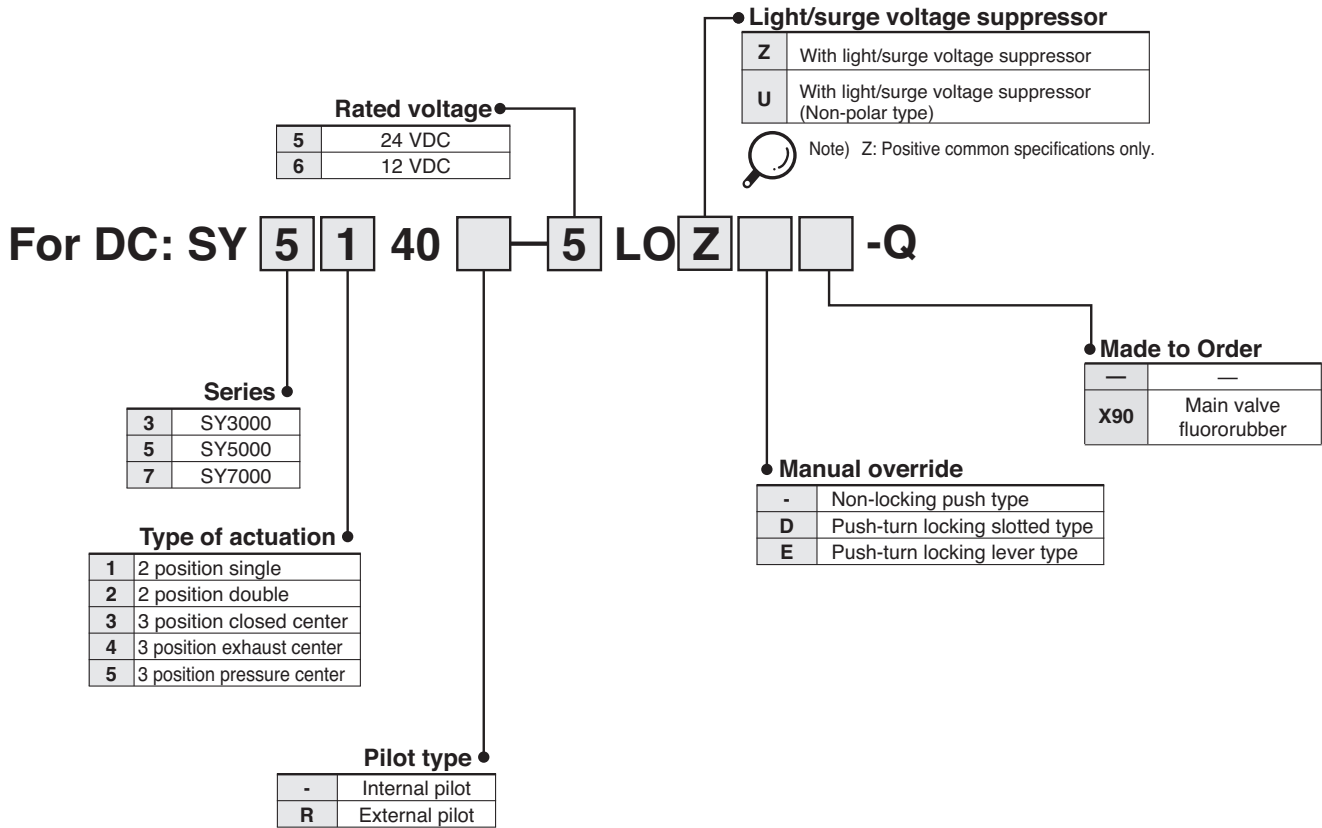 Light/surge voltage suppressor
Z With light/surge voltage suppressor
U With light/surge voltage suppressor
(Non-polar type)
Note) Z: Positive common specifications only.
Rated voltage
5 24 VDC
6 12 VDC
For DC: SY 5 1 40 - 5 LO Z -Q
Series
3 SY3000
5 SY5000
7 SY7000
Type of actuation
1 2 position single
2 2 position double
3 3 position closed center
4 3 position exhaust center
5 3 position pressure center
Pilot type
- Internal pilot
R External pilot
Manual override
- Non-locking push type
D Push-turn locking slotted type
E Push-turn locking lever type
Made to Order
— —
X90 Main valve
fluororubber